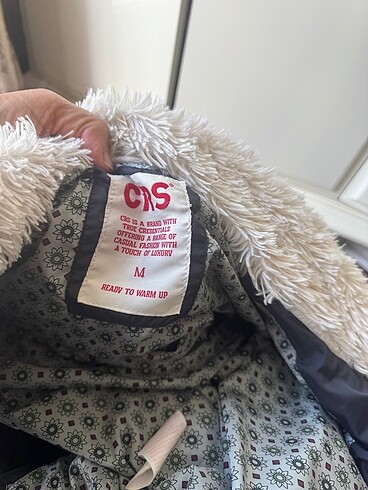 CRS
CRS IS A BRAND WITH
TRUE CREDENTIALS
OFFERING A RANGE OF
CASUAL FASHION WITH
A TOUCH OF LUXURY
M
READY TO WARM UP